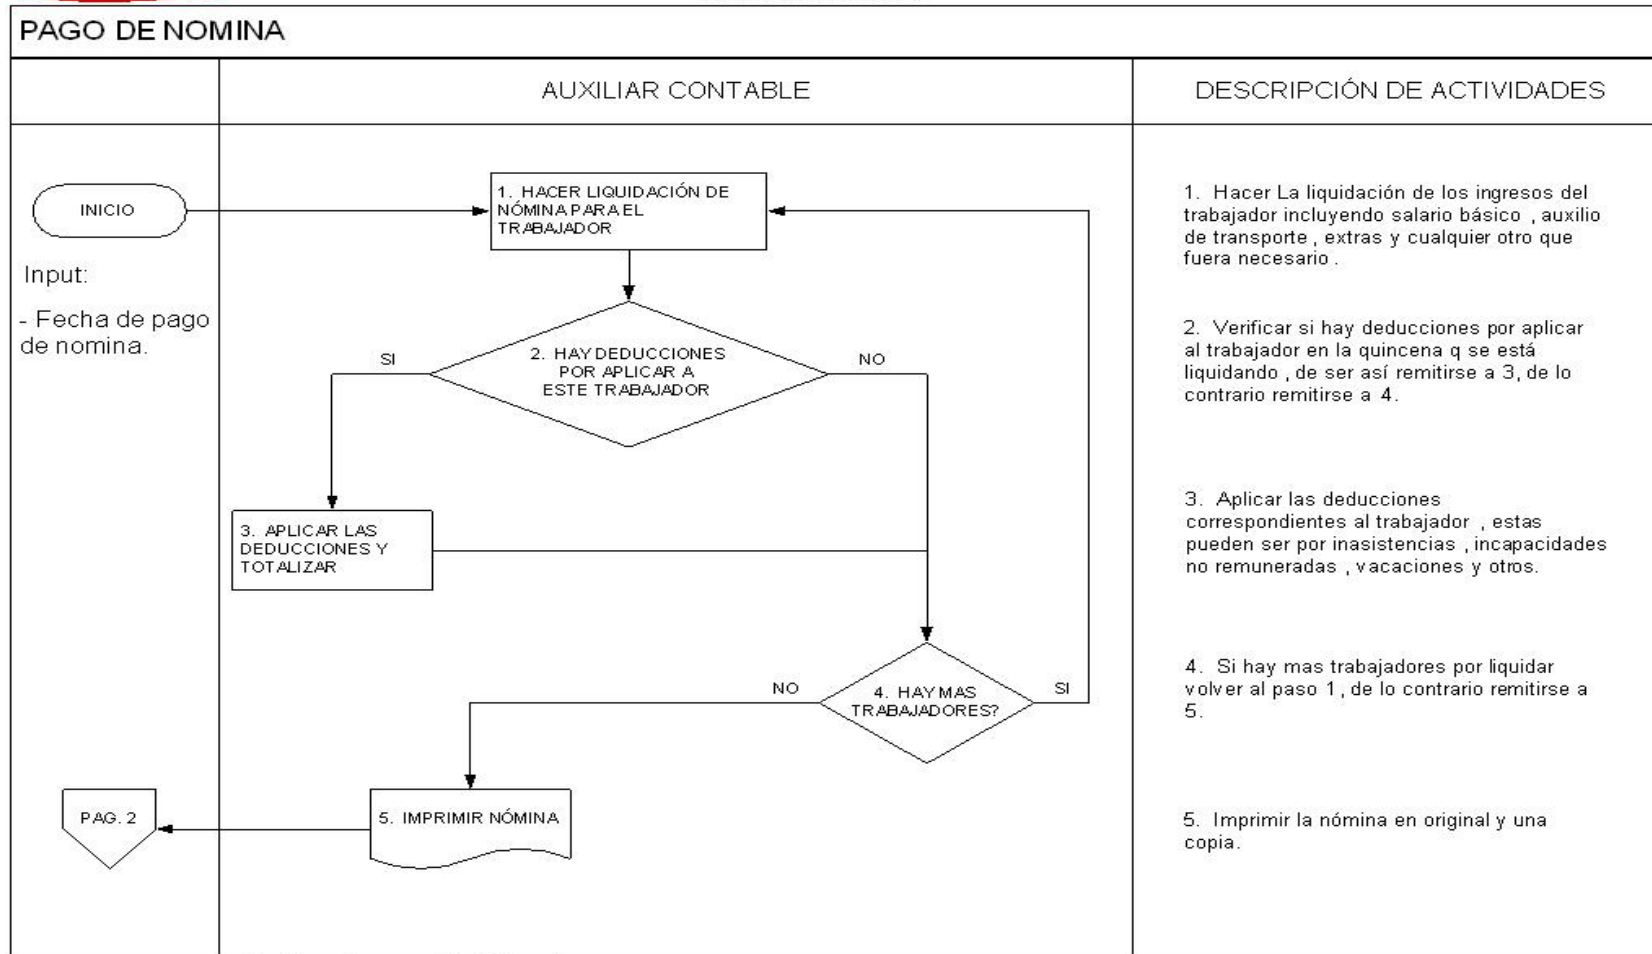 PAGO DE NOMINA
AUXILIAR CONTABLE
DESCRIPCIÓN DE ACTIVIDADES
INICIO
Input:
- Fecha de pago
de nomina.
1. HACER LIQUIDACIÓN DE
NÓMINA PARA EL
TRABAJADOR
2. HAY DEDUCCIONES
POR APLICAR A
ESTE TRABAJADOR
SI
NO
3. APLICAR LAS
DEDUCCIONES Y
TOTALIZAR
4. HAY MAS
TRABAJADORES?
NO
SI
5. IMPRIMIR NÓMINA
PAG. 2
1. Hacer La liquidación de los ingresos del
trabajador incluyendo salario básico , auxilio
de transporte , extras y cualquier otro que
fuera necesario .
2. Verificar si hay deducciones por aplicar
al trabajador en la quincena q se está
liquidando , de ser así remitirse a 3, de lo
contrario remitirse a 4.
3. Aplicar las deducciones
correspondientes al trabajador , estas
pueden ser por inasistencias , incapacidades
no remuneradas , vacaciones y otros.
4. Si hay mas trabajadores por liquidar
volver al paso 1, de lo contrario remitirse a
5.
5. Imprimir la nómina en original y una
copia.